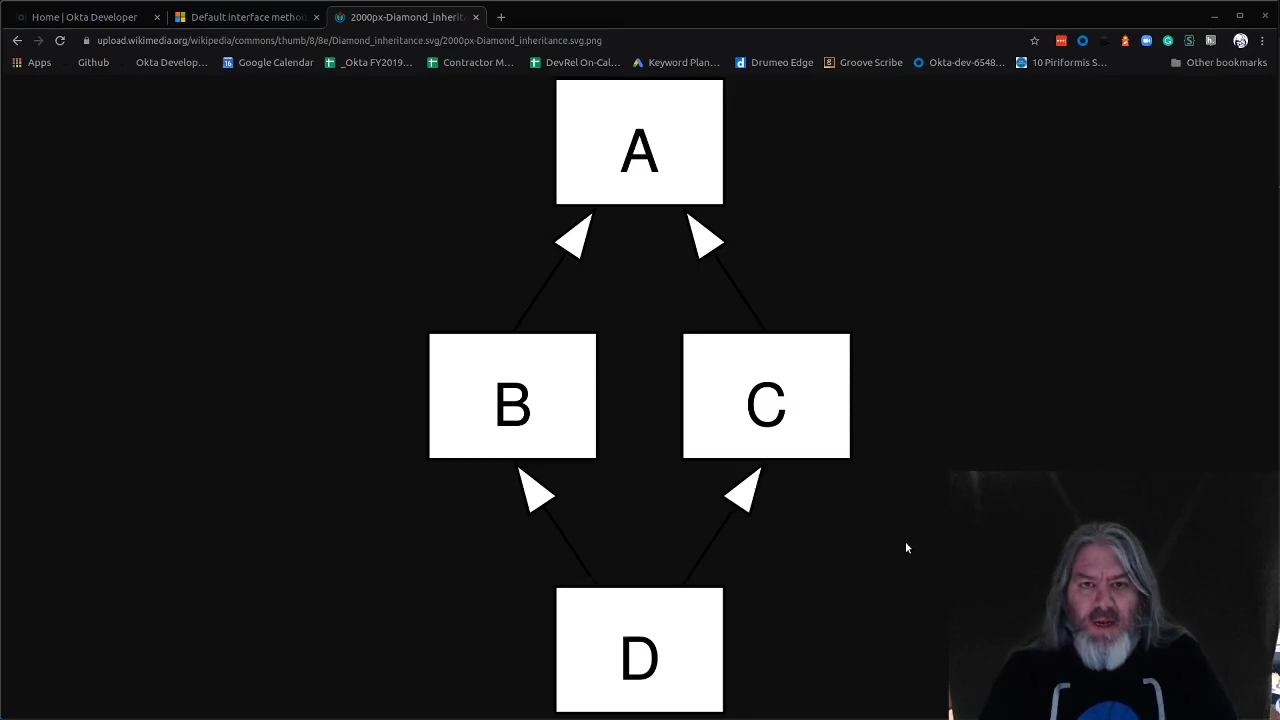 Home | Okta Developer
Default interface metho
2000px-Diamond_inherit
upload.wikimedia.org/wikipedia/commons/thumb/8/8e/Diamond_inheritance.svg/2000px-Diamond_inheritance.svg.png
Apps Github Okta Develop... 16 Google Calendar _Okta FY2019... Contractor M... DevRel On-Cal... Keyword Plan... Drumeo Edge Groove Scribe Okta-dev-6548... 10 Piriformis S... Other bookmarks
A
B C
D